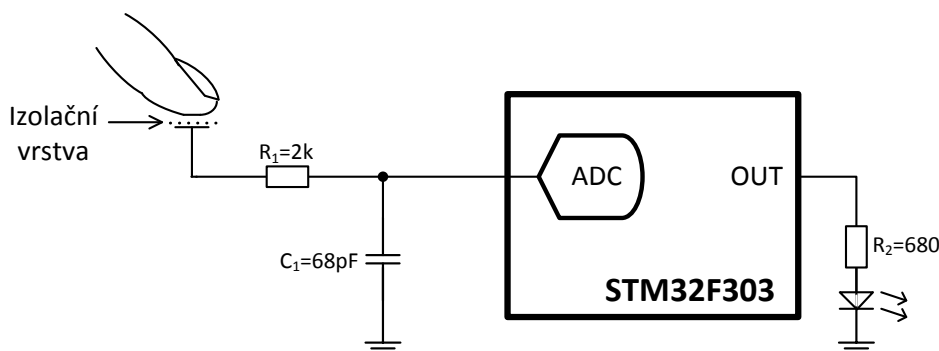 Izolační
vrstva
R₁=2k
C₁=68pF
ADC
OUT
STM32F303
R₂=680